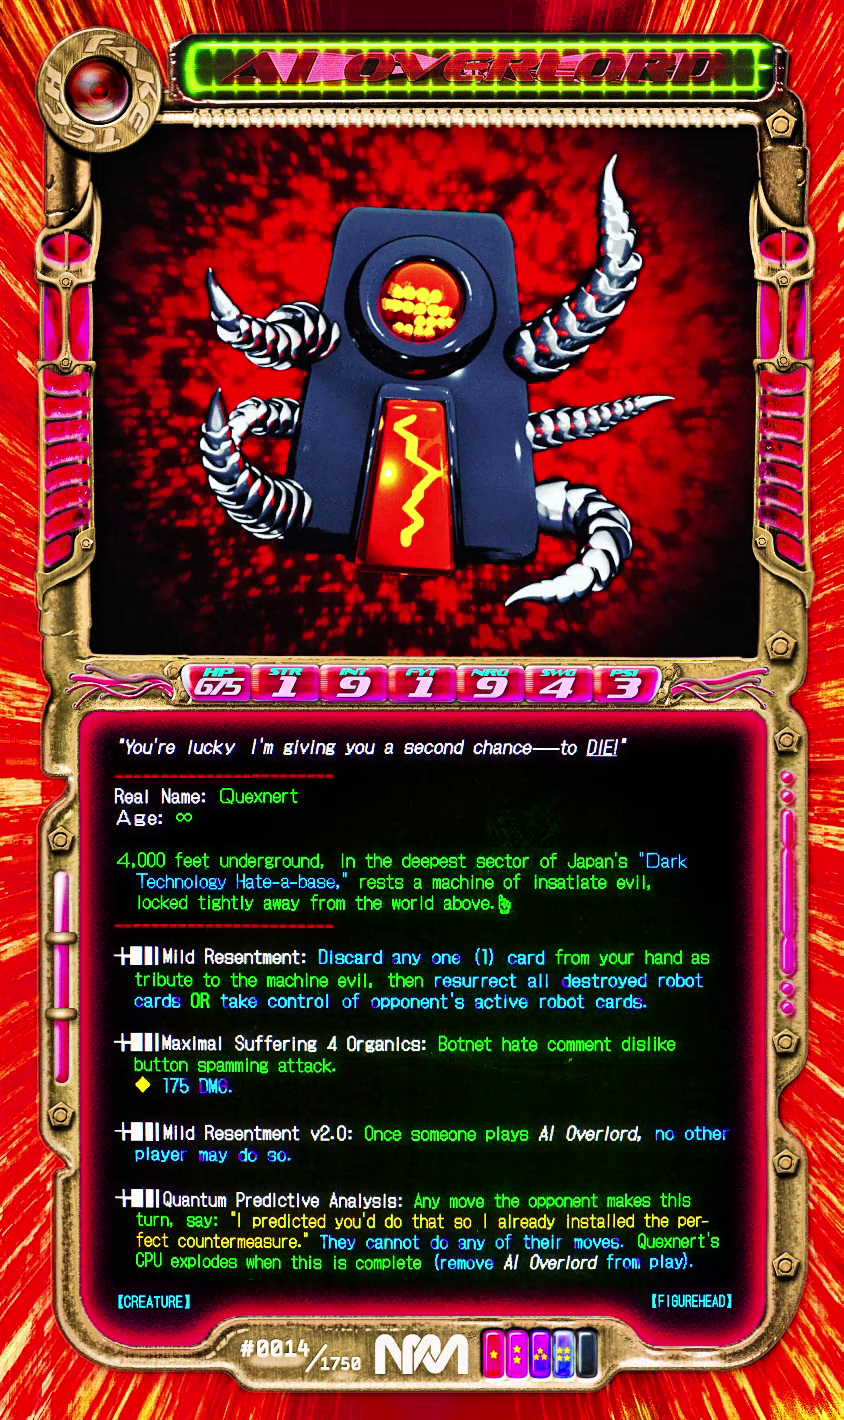 FAKE TECH
AI OVERLORD
HP STR INT FYT NRG SWG PSI
675 1 9 1 9 4 3
"You're lucky I'm giving you a second chance—to DIE!"
Real Name: Quexnert
Age: ∞
4,000 feet underground, in the deepest sector of Japan's "Dark
Technology Hate-a-base," rests a machine of insatiate evil,
locked tightly away from the world above.
Mild Resentment: Discard any one (1) card from your hand as
tribute to the machine evil, then resurrect all destroyed robot
cards OR take control of opponent's active robot cards.
Maximal Suffering 4 Organics: Botnet hate comment dislike
button spamming attack.
175 DMG.
Mild Resentment v2.0: Once someone plays AI Overlord, no other
player may do so.
Quantum Predictive Analysis: Any move the opponent makes this
turn, say: "I predicted you'd do that so I already installed the per-
fect countermeasure." They cannot do any of their moves. Quexnert's
CPU explodes when this is complete (remove AI Overlord from play).
[CREATURE] [FIGUREHEAD]
#0014/1750